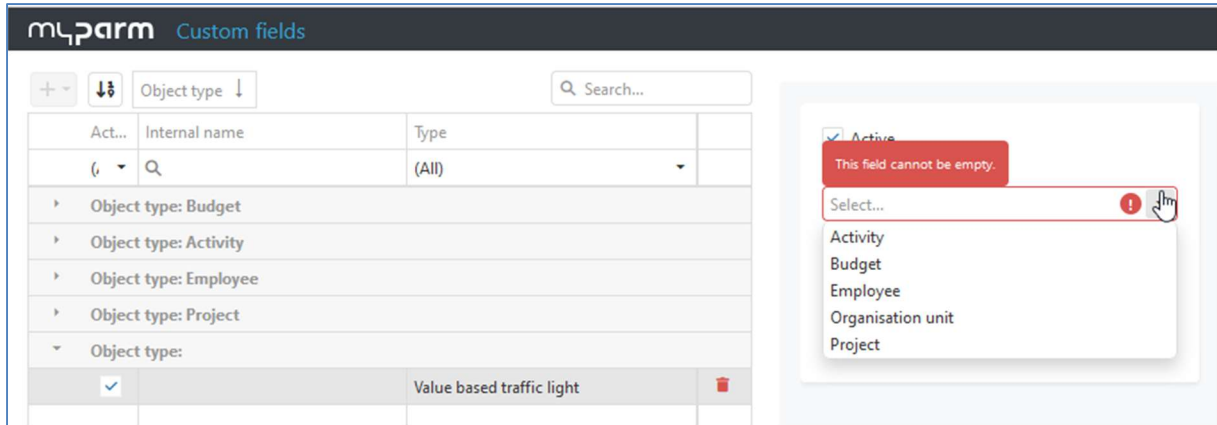 myparm Custom fields
Object type
Search...
Act... Internal name Type
(All)
Object type: Budget
Object type: Activity
Object type: Employee
Object type: Project
Object type:
Value based traffic light
Active
This field cannot be empty.
Select...
Activity
Budget
Employee
Organisation unit
Project